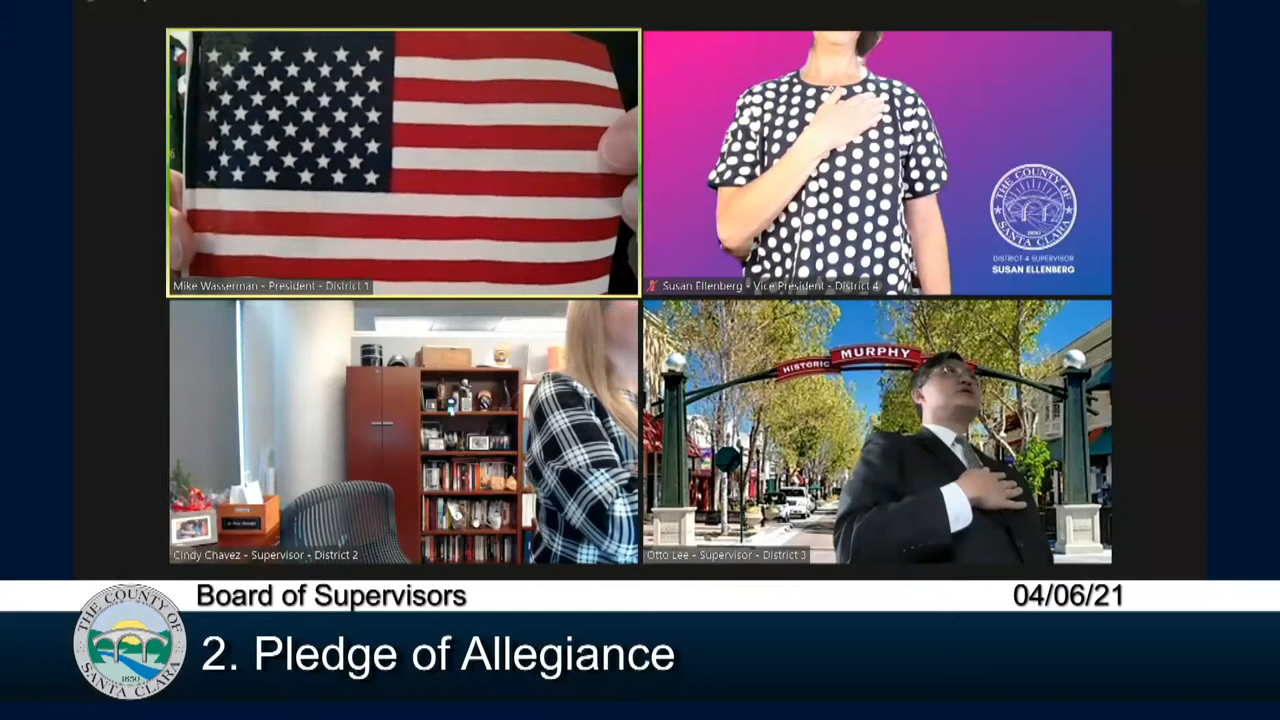 Mike Wasserman - President - District 1
THE COUNTY OF
SANTA CLARA
1850
DISTRICT 4 SUPERVISOR
SUSAN ELLENBERG
Susan Ellenberg - Vice President - District 4
Cindy Chavez - Supervisor - District 2
HISTORIC
MURPHY
Otto Lee - Supervisor - District 3
Board of Supervisors
04/06/21
THE COUNTY OF
SANTA CLARA
1850
2. Pledge of Allegiance